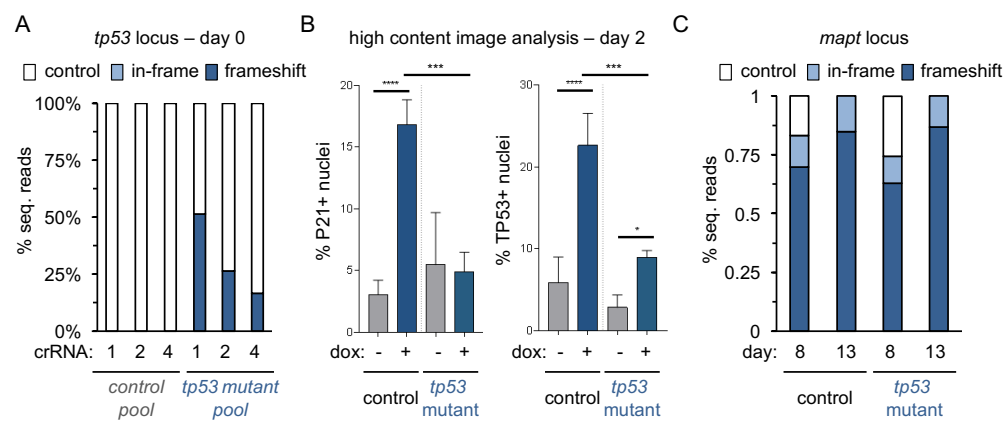 A
tp53 locus – day 0
control in-frame frameshift
% seq. reads
100%
75%
50%
25%
0%
crRNA: 1 2 4 1 2 4
control pool
tp53 mutant pool
B
high content image analysis – day 2
% P21+ nuclei
20
15
10
5
0
**** ***
dox: - + - +
control
tp53 mutant
% TP53+ nuclei
30
20
10
0
**** *** *
dox: - + - +
control
tp53 mutant
C
mapt locus
control in-frame frameshift
% seq. reads
1
0.75
0.5
0.25
0
day: 8 13 8 13
control
tp53 mutant